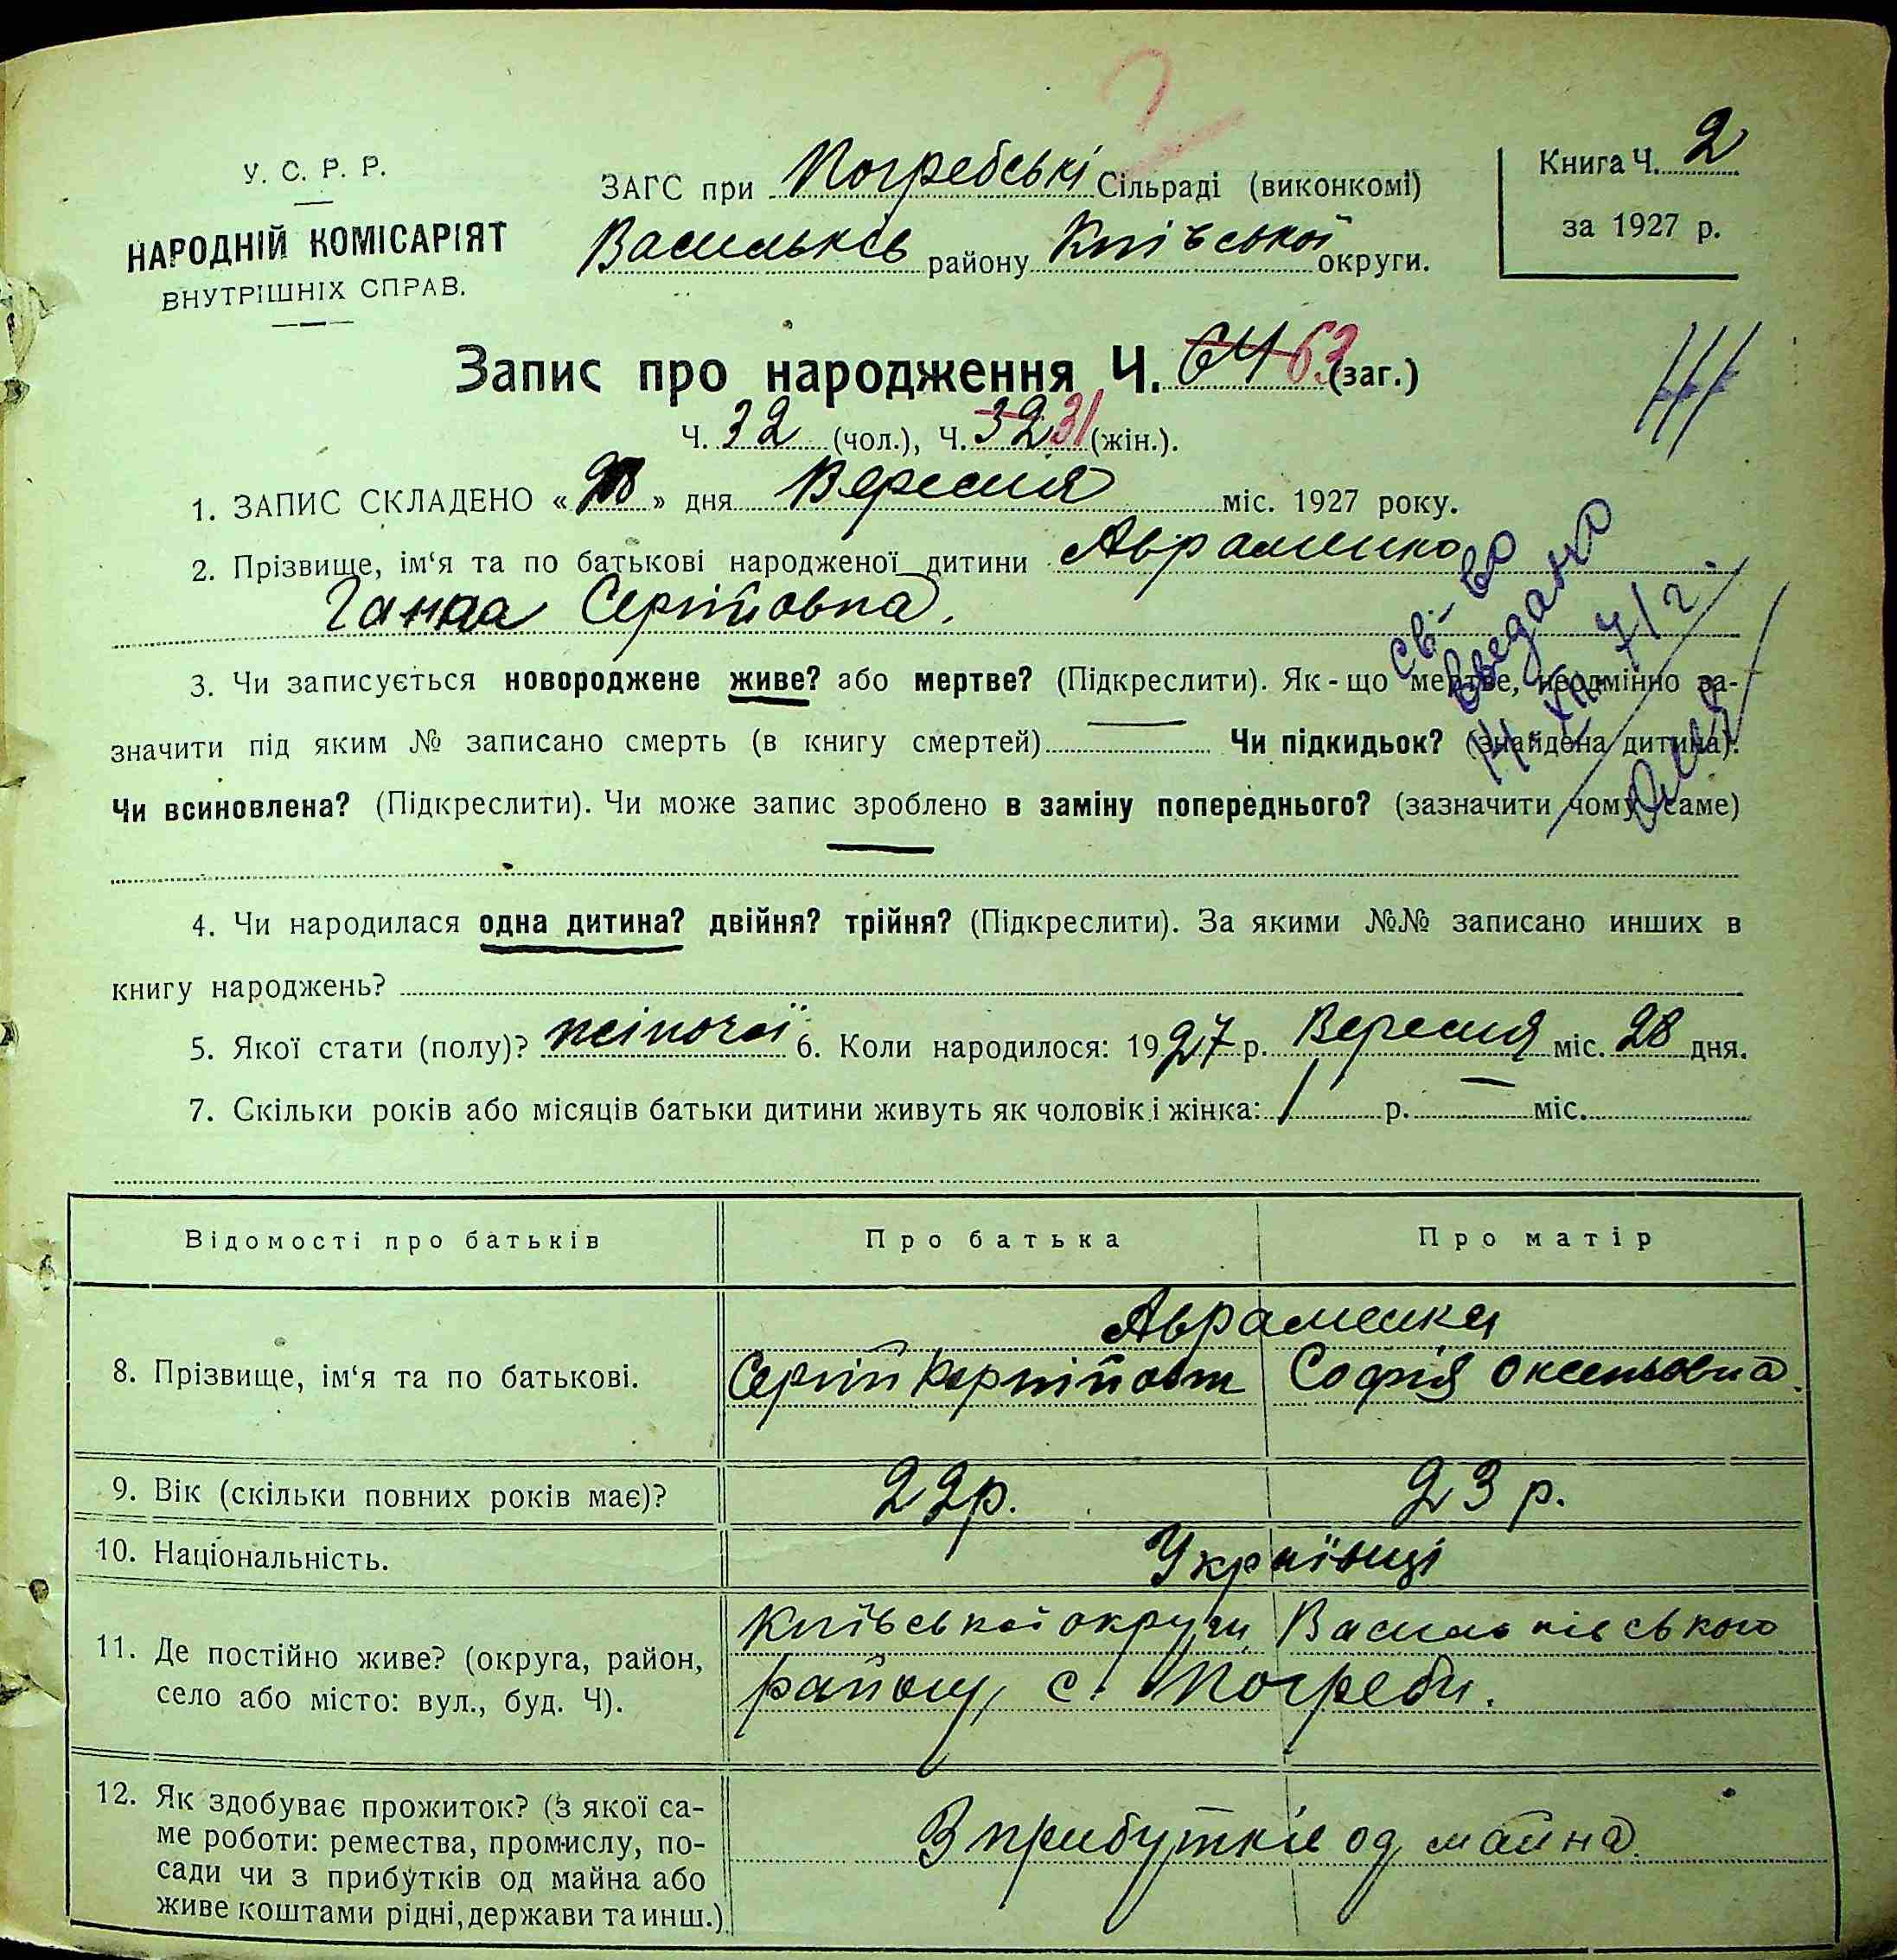 У. С. Р. Р.
НАРОДНІЙ КОМІСАРІЯТ
ВНУТРІШНІХ СПРАВ.
ЗАГС при Погребські Сільраді (виконкомі)
Васильків району Київської округи.
Книга Ч. 2
за 1927 р.
Запис про народження Ч. 64 63 (заг.)
Ч. 32 (чол.), Ч. 32 31 (жін.).
1. ЗАПИС СКЛАДЕНО « » дня Вересня міс. 1927 року.
2. Прізвище, ім‘я та по батькові народженої дитини Авраменко
Ганна Сергійовна.
св-во
видано
3. Чи записується новороджене живе? або мертве? (Підкреслити). Як-що мертве, неодмінно за-
значити під яким № записано смерть (в книгу смертей) Чи підкидьок? (знайдена дитина).
Чи всиновлена? (Підкреслити). Чи може запис зроблено в заміну попереднього? (зазначити чому саме)
4. Чи народилася одна дитина? двійня? трійня? (Підкреслити). За якими №№ записано инших в
книгу народжень?
5. Якої стати (полу)? жіночої 6. Коли народилося: 1927 р. Вересня міс. 28 дня.
7. Скільки років або місяців батьки дитини живуть як чоловік і жінка: 1 р. — міс.
Відомості про батьків Про батька Про матір
Авраменки
8. Прізвище, ім‘я та по батькові. Сергій Софія Оксентьовна.
9. Вік (скільки повних років має)? 22 р. 23 р.
10. Національність. Українці
11. Де постійно живе? (округа, район,
село або місто: вул., буд. Ч).
Київської округи, Васильківського
району, с. Погреби.
12. Як здобуває прожиток? (з якої са-
ме роботи: ремества, промислу, по-
сади чи з прибутків од майна або
живе коштами рідні, держави та инш.)
З прибутків од майна.